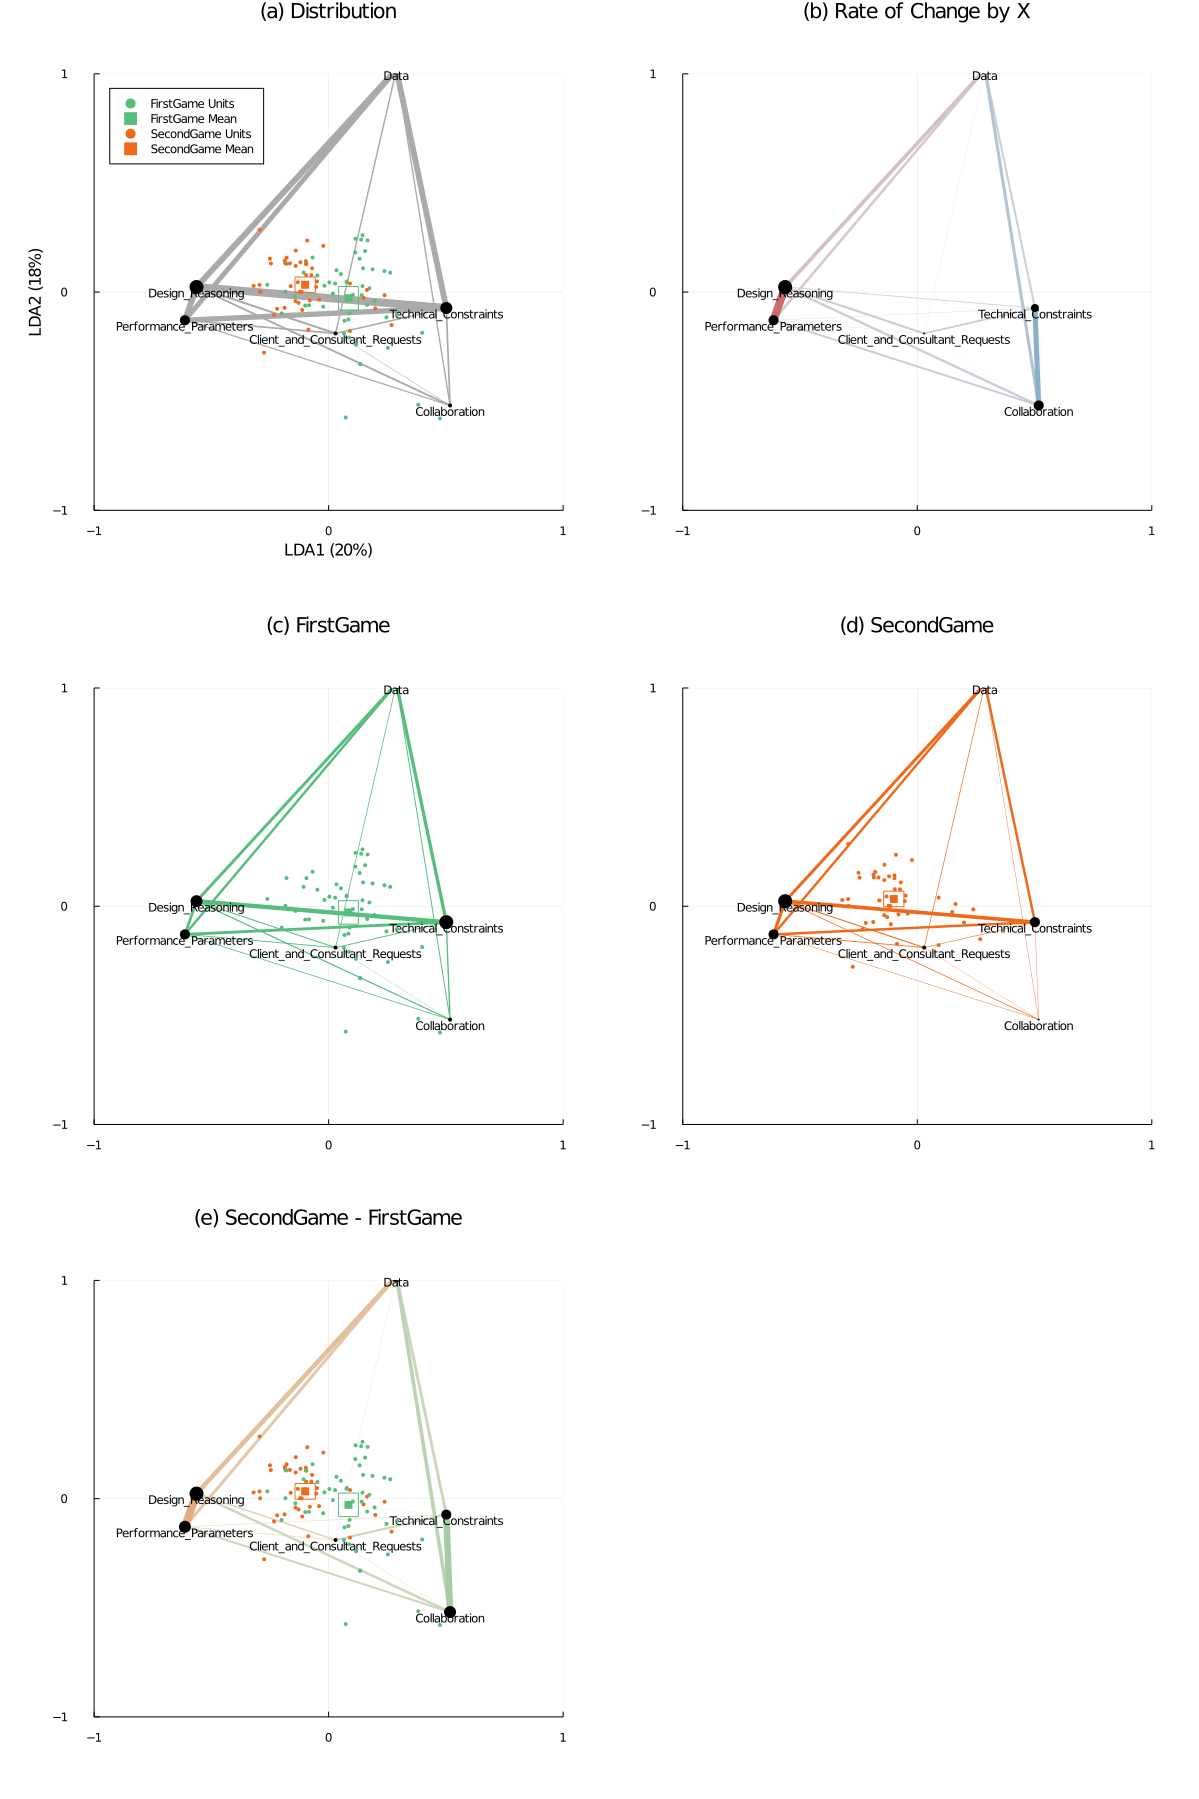 (a) Distribution
(b) Rate of Change by X
1
Data
1
Data
FirstGame Units
FirstGame Mean
SecondGame Units
SecondGame Mean
LDA2 (18%)
0
Design_Reasoning
Technical_Constraints
Performance_Parameters
Client_and_Consultant_Requests
Collaboration
0
Design_Reasoning
Technical_Constraints
Performance_Parameters
Client_and_Consultant_Requests
Collaboration
−1
−1
−1 0 1
−1 0 1
LDA1 (20%)
(c) FirstGame
(d) SecondGame
1
Data
1
Data
0
Design_Reasoning
Technical_Constraints
Performance_Parameters
Client_and_Consultant_Requests
Collaboration
0
Design_Reasoning
Technical_Constraints
Performance_Parameters
Client_and_Consultant_Requests
Collaboration
−1
−1
−1 0 1
−1 0 1
(e) SecondGame - FirstGame
1
Data
0
Design_Reasoning
Technical_Constraints
Performance_Parameters
Client_and_Consultant_Requests
Collaboration
−1
−1 0 1